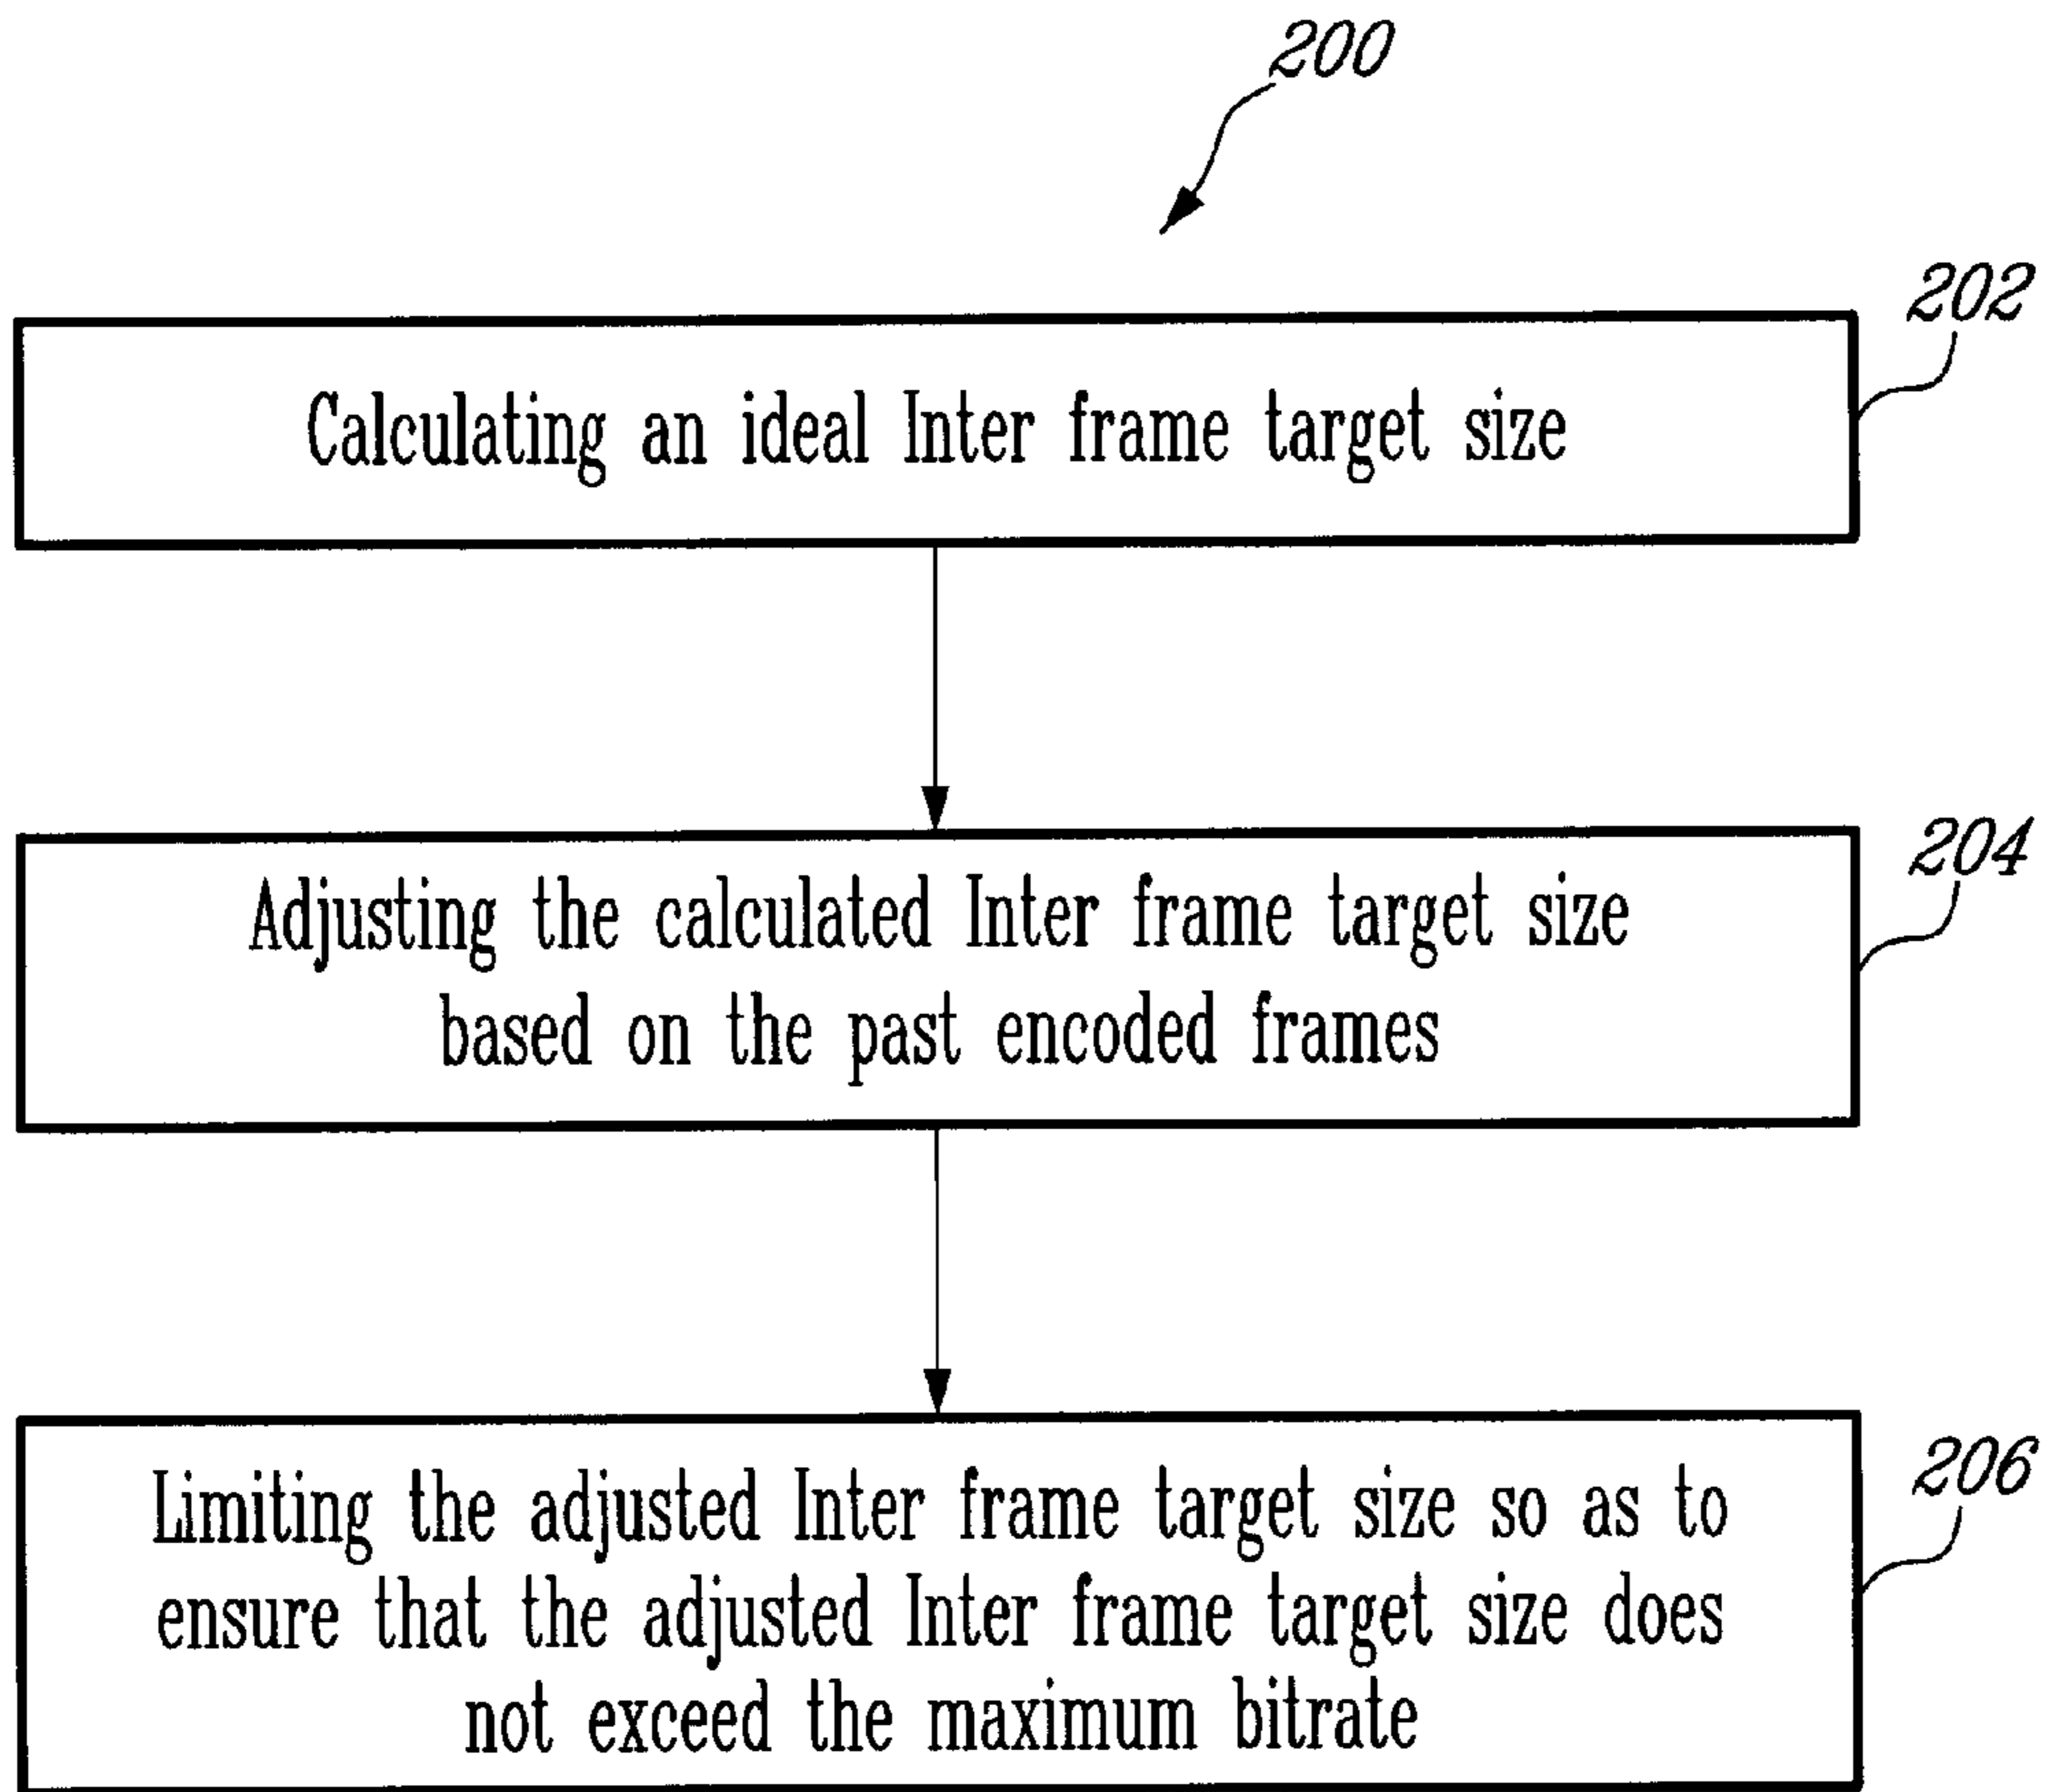 200
202
Calculating an ideal Inter frame target size
204
Adjusting the calculated Inter frame target size
based on the past encoded frames
206
Limiting the adjusted Inter frame target size so as to
ensure that the adjusted Inter frame target size does
not exceed the maximum bitrate